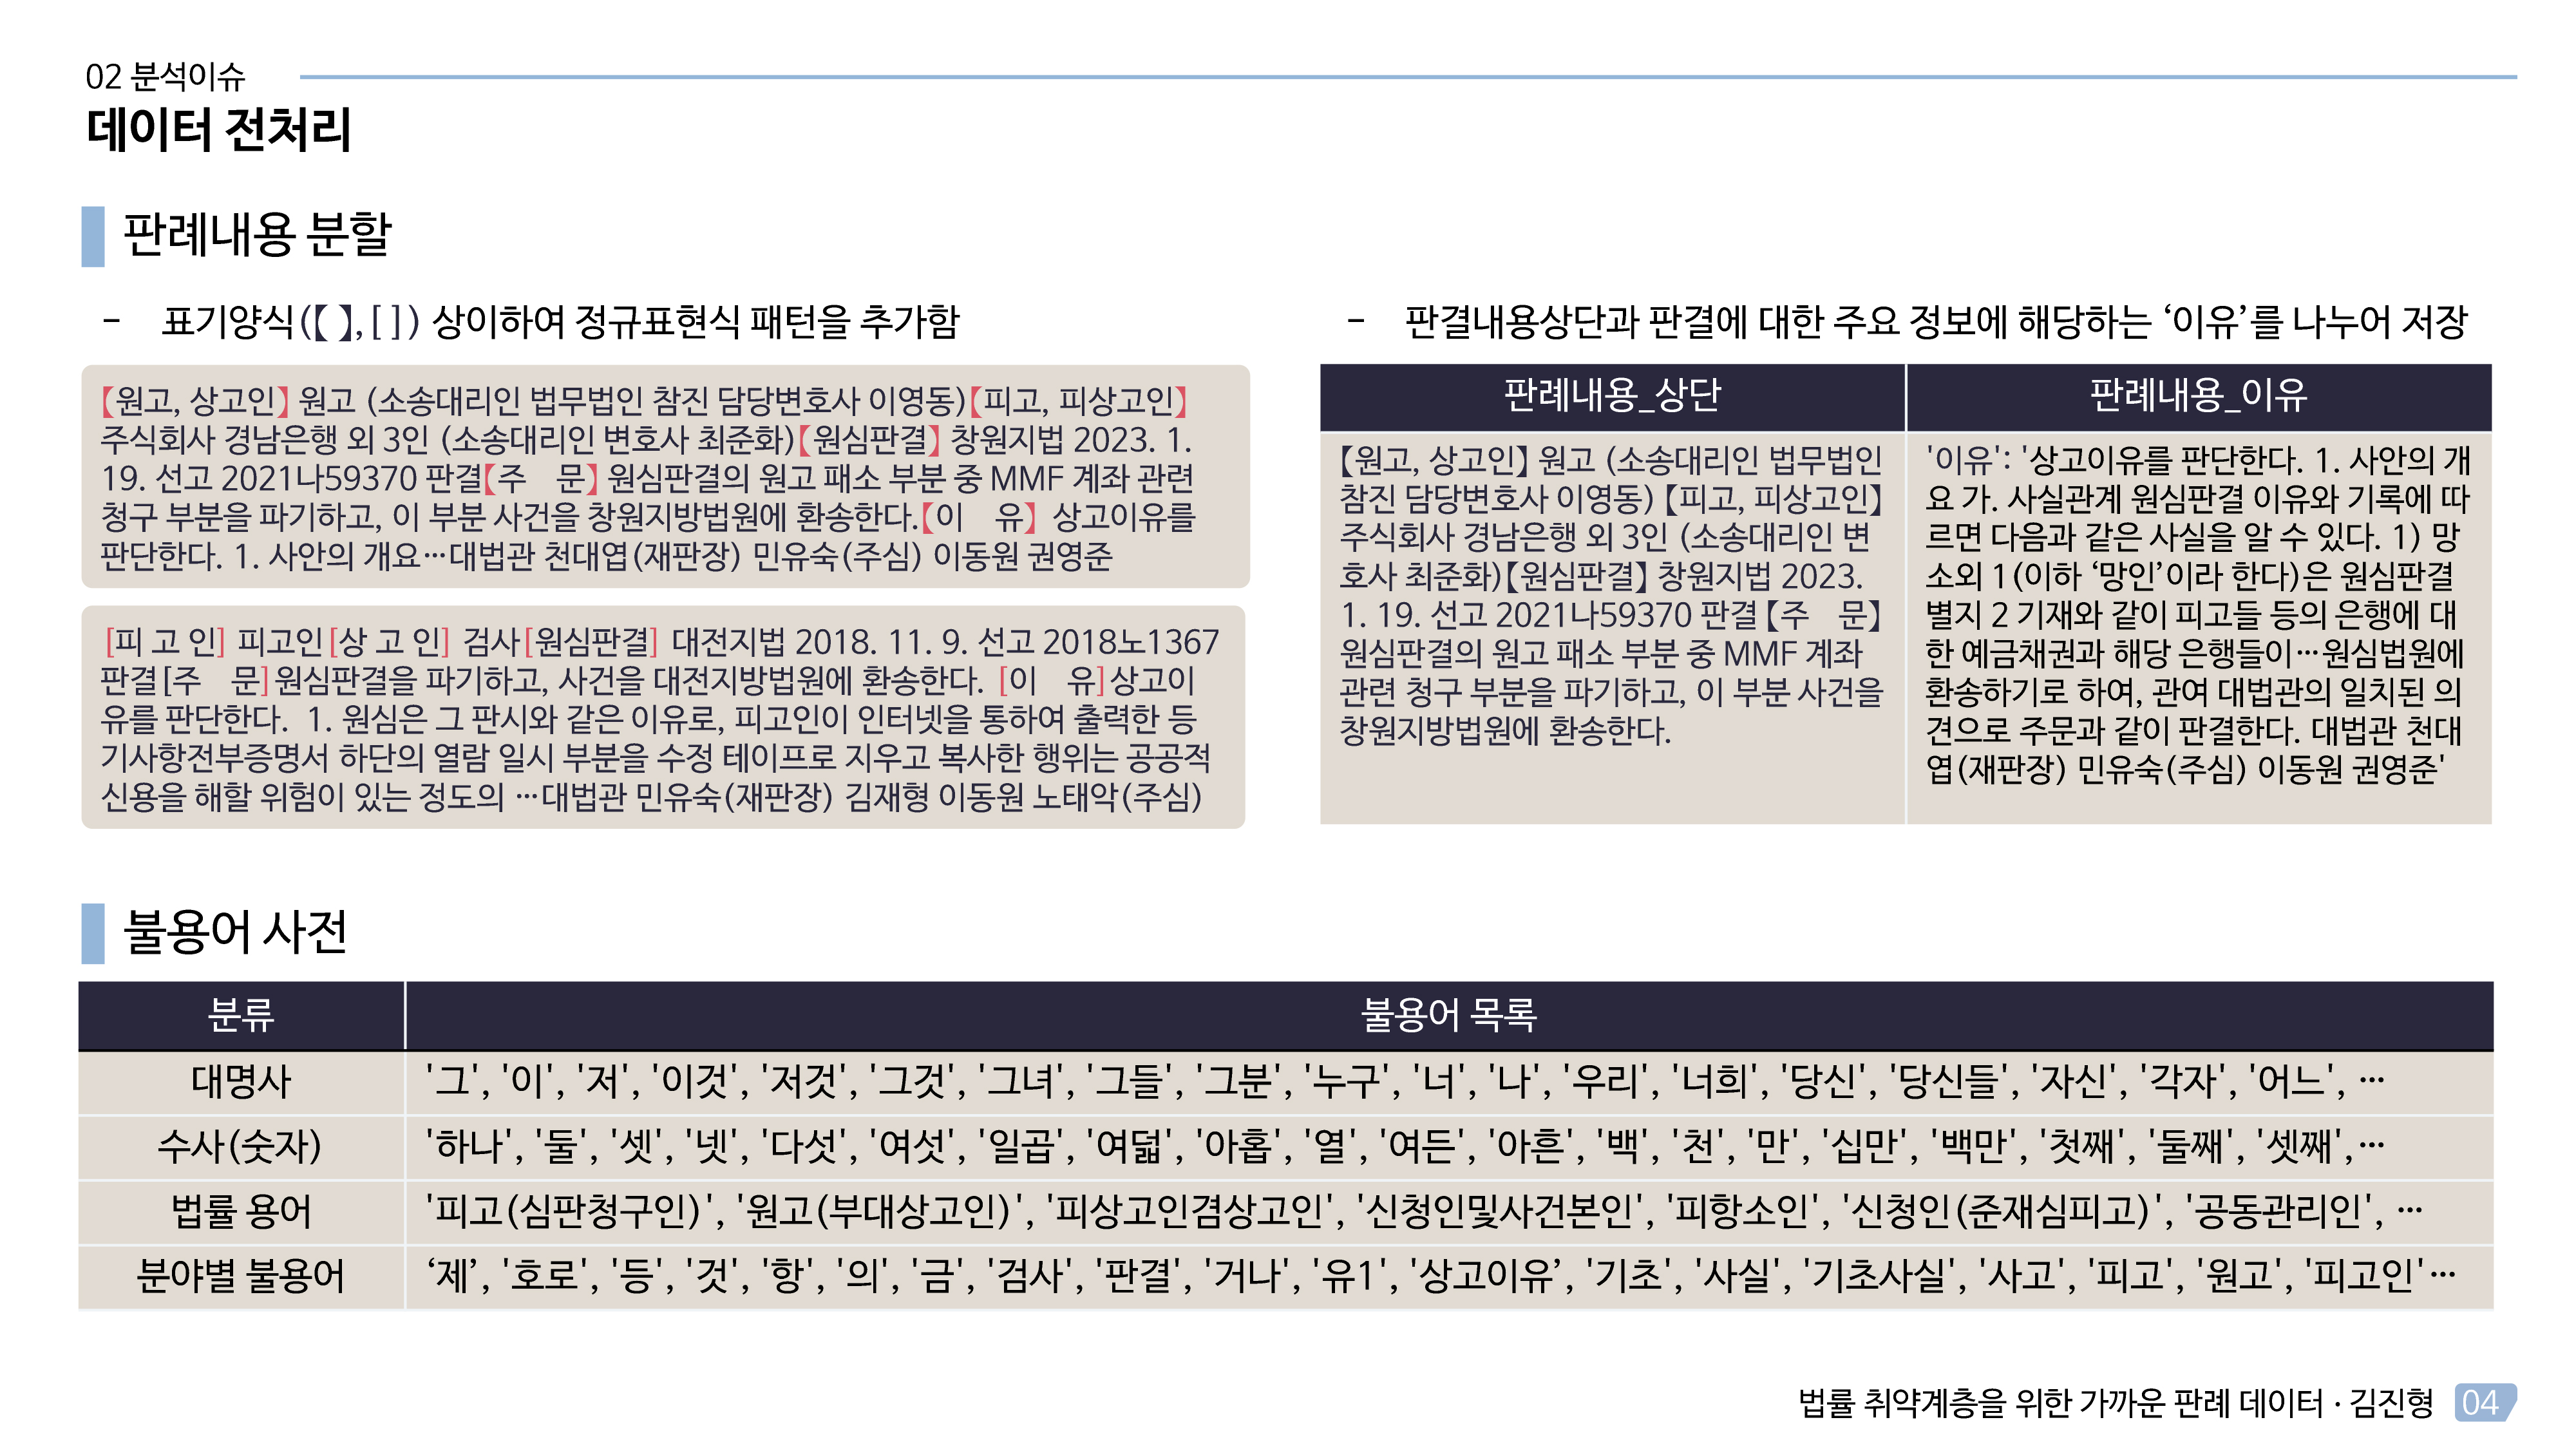 02 분석이슈
데이터 전처리
판례내용 분할
- 표기양식(【 】, [ ]) 상이하여 정규표현식 패턴을 추가함
【원고, 상고인】 원고 (소송대리인 법무법인 참진 담당변호사 이영동)【피고, 피상고인】
주식회사 경남은행 외 3인 (소송대리인 변호사 최준화)【원심판결】 창원지법 2023. 1.
19. 선고 2021나59370 판결【주 문】 원심판결의 원고 패소 부분 중 MMF 계좌 관련
청구 부분을 파기하고, 이 부분 사건을 창원지방법원에 환송한다.【이 유】 상고이유를
판단한다. 1. 사안의 개요…대법관 천대엽(재판장) 민유숙(주심) 이동원 권영준
[피 고 인] 피고인 [상 고 인] 검사 [원심판결] 대전지법 2018. 11. 9. 선고 2018노1367
판결[주 문]원심판결을 파기하고, 사건을 대전지방법원에 환송한다. [이 유]상고이
유를 판단한다. 1. 원심은 그 판시와 같은 이유로, 피고인이 인터넷을 통하여 출력한 등
기사항전부증명서 하단의 열람 일시 부분을 수정 테이프로 지우고 복사한 행위는 공공적
신용을 해할 위험이 있는 정도의 …대법관 민유숙(재판장) 김재형 이동원 노태악(주심)
- 판결내용상단과 판결에 대한 주요 정보에 해당하는 ‘이유’를 나누어 저장
판례내용_상단
판례내용_이유
【원고, 상고인】 원고 (소송대리인 법무법인
참진 담당변호사 이영동) 【피고, 피상고인】
주식회사 경남은행 외 3인 (소송대리인 변
호사 최준화)【원심판결】 창원지법 2023.
1. 19. 선고 2021나59370 판결 【주 문】
원심판결의 원고 패소 부분 중 MMF 계좌
관련 청구 부분을 파기하고, 이 부분 사건을
창원지방법원에 환송한다.
'이유': '상고이유를 판단한다. 1. 사안의 개
요 가. 사실관계 원심판결 이유와 기록에 따
르면 다음과 같은 사실을 알 수 있다. 1) 망
소외 1(이하 ‘망인’이라 한다)은 원심판결
별지 2 기재와 같이 피고들 등의 은행에 대
한 예금채권과 해당 은행들이…원심법원에
환송하기로 하여, 관여 대법관의 일치된 의
견으로 주문과 같이 판결한다. 대법관 천대
엽(재판장) 민유숙(주심) 이동원 권영준'
불용어 사전
분류 불용어 목록
대명사 '그', '이', '저', '이것', '저것', '그것', '그녀', '그들', '그분', '누구', '너', '나', '우리', '너희', '당신', '당신들', '자신', '각자', '어느', …
수사(숫자) '하나', '둘', '셋', '넷', '다섯', '여섯', '일곱', '여덟', '아홉', '열', '여든', '아흔', '백', '천', '만', '십만', '백만', '첫째', '둘째', '셋째',…
법률 용어 '피고(심판청구인)', '원고(부대상고인)', '피상고인겸상고인', '신청인및사건본인', '피항소인', '신청인(준재심피고)', '공동관리인', …
분야별 불용어 ‘제’, '호로', '등', '것', '항', '의', '금', '검사', '판결', '거나', '유1', '상고이유’, '기초', '사실', '기초사실', '사고', '피고', '원고', '피고인'…
법률 취약계층을 위한 가까운 판례 데이터 · 김진형 04